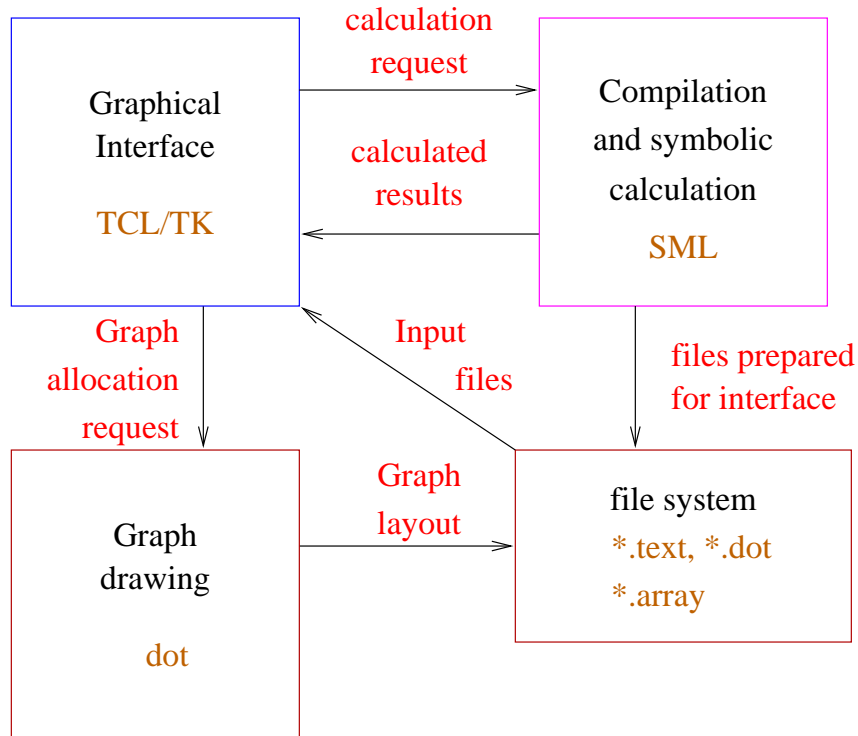 calculation
request
Graphical
Interface
TCL/TK
calculated
results
Compilation
and symbolic
calculation
SML
Graph
allocation
request
Input
files
files prepared
for interface
Graph
drawing
dot
Graph
layout
file system
*.text, *.dot
*.array